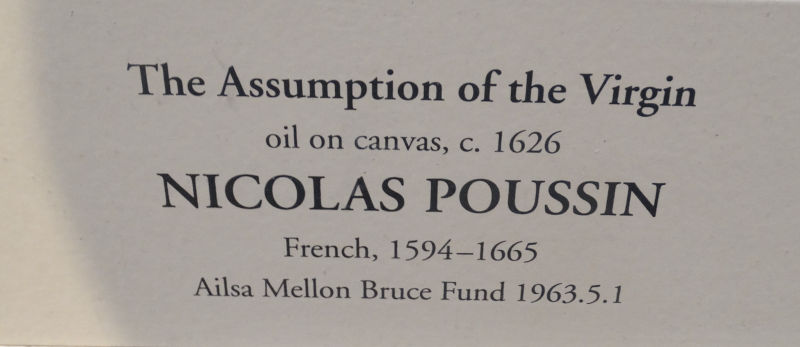 The Assumption of the Virgin
oil on canvas, c. 1626
NICOLAS POUSSIN
French, 1594–1665
Ailsa Mellon Bruce Fund 1963.5.1